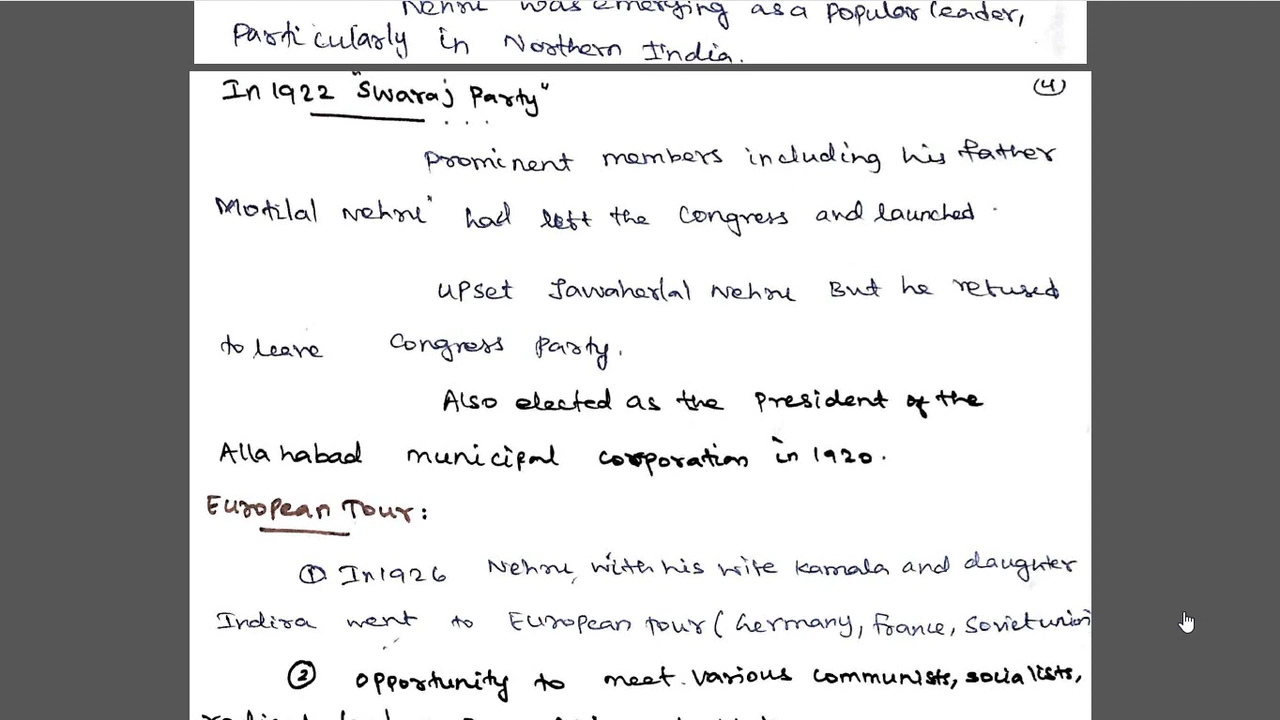 Nehru was emerging as a popular leader,
Particularly in Northern India.
In 1922 "Swaraj Party"
(4)
Prominent members including his father
Motilal Nehru" had left the Congress and launched.
upset Jawaherlal Nehru But he refused
to leave Congress Party.
Also elected as the President of the
Allahabad municipal corporation in 1920.
European Tour:
① In 1926 Nehru, with his wife Kamala and daughter
Indira went to European tour (Germany, France, Soviet union
② opportunity to meet various communists, socialists,